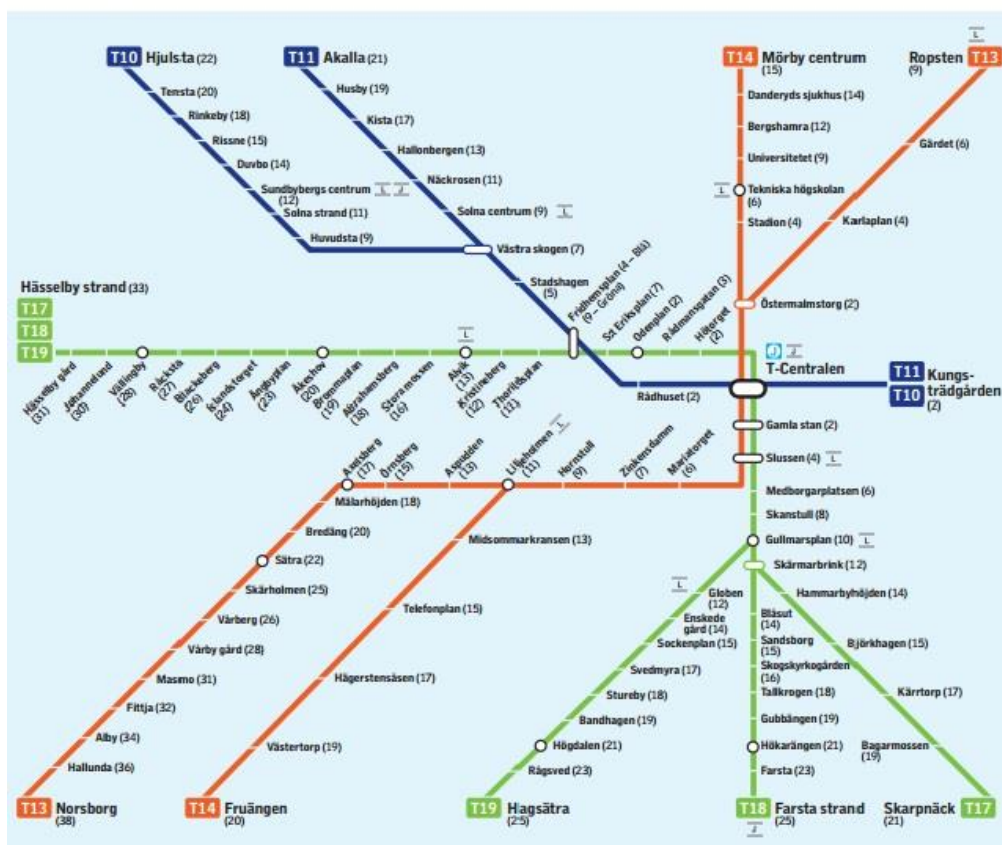 T10 Hjulsta (22)
Tensta (20)
Rinkeby (18)
Rissne (15)
Duvbo (14)
Sundbybergs centrum L J
(12)
Solna strand (11)
Huvudsta (9)
T11 Akalla (21)
Husby (19)
Kista (17)
Hallonbergen (13)
Näckrosen (11)
Solna centrum (9) L
Västra skogen (7)
Stadshagen
(5)
Fridhemsplan (4 – Blå)
(9 – Grönd)
L
T14 Mörby centrum
(15)
Danderyds sjukhus (14)
Bergshamra (12)
Universitetet (9)
L Tekniska högskolan
(6)
Stadion (4)
L
Ropsten T13
(9)
Gärdet (6)
Karlaplan (4)
Östermalmstorg (2)
Hässelby strand (33)
T17
T18
T19
Hässelby gård
(31)
Johannelund
(30)
Vällingby
(28)
Råcksta
(27)
Blackeberg
(26)
Islandstorget
(24)
Ängbyplan
(23)
Åkeshov
(20)
Brommaplan
(19)
Abrahamsberg
(18)
Stora mossen
(16)
L
Alvik
(13)
Kristineberg
(12)
Thorildsplan
(11)
S:t Eriksplan (7)
Odenplan (2)
Rådmansgatan (3)
Hötorget
(2)
J J
T-Centralen
Rådhuset (2)
T11 Kungs-
T10 trädgården
(2)
Gamla stan (2)
Slussen (4) L
Axelsberg
(17)
Örnsberg
(15)
Aspudden
(13)
Liljeholmen L
(11)
Hornstull
(9)
Zinkensdamm
(7)
Mariatorget
(6)
Mälarhöjden (18)
Bredäng (20)
Sätra (22)
Skärholmen (25)
Vårberg (26)
Vårby gård (28)
Masmo (31)
Fittja (32)
Alby (34)
Hallunda (36)
T13 Norsborg
(38)
Midsommarkransen (13)
Telefonplan (15)
Hägerstensåsen (17)
Västertorp (19)
T14 Fruängen
(20)
Medborgarplatsen (6)
Skanstull (8)
Gullmarsplan (10) L
Skärmarbrink (12)
L
Globen
(12)
Enskede
gård (14)
Sockenplan (15)
Svedmyra (17)
Stureby (18)
Bandhagen (19)
Högdalen (21)
Rågsved (23)
T19 Hagsätra
(25)
Blåsut
(14)
Sandsborg
(15)
Skogskyrkogården
(16)
Tallkrogen (18)
Gubbängen (19)
Hökarängen (21)
Farsta (23)
T18 Farsta strand
(25)
J
Hammarbyhöjden (14)
Björkhagen (15)
Kärrtorp (17)
Bagarmossen
(19)
Skarpnäck T17
(21)